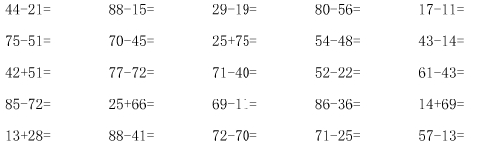 44-21= 88-15= 29-19= 80-56= 17-11=
75-51= 70-45= 25+75= 54-48= 43-14=
42+51= 77-72= 71-40= 52-22= 61-43=
85-72= 25+66= 69-11= 86-36= 14+69=
13+28= 88-41= 72-70= 71-25= 57-13=